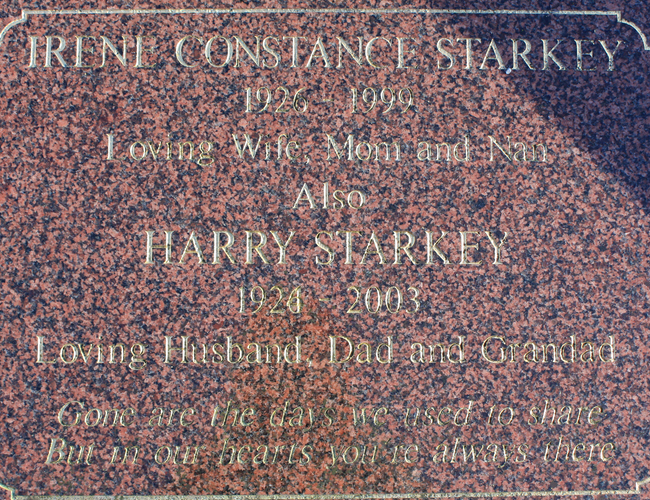 IRENE CONSTANCE STARKEY
1926 - 1999
Loving Wife, Mom and Nan
Also
HARRY STARKEY
1924 - 2003
Loving Husband, Dad and Grandad
Gone are the days we used to share
But in our hearts you're always there